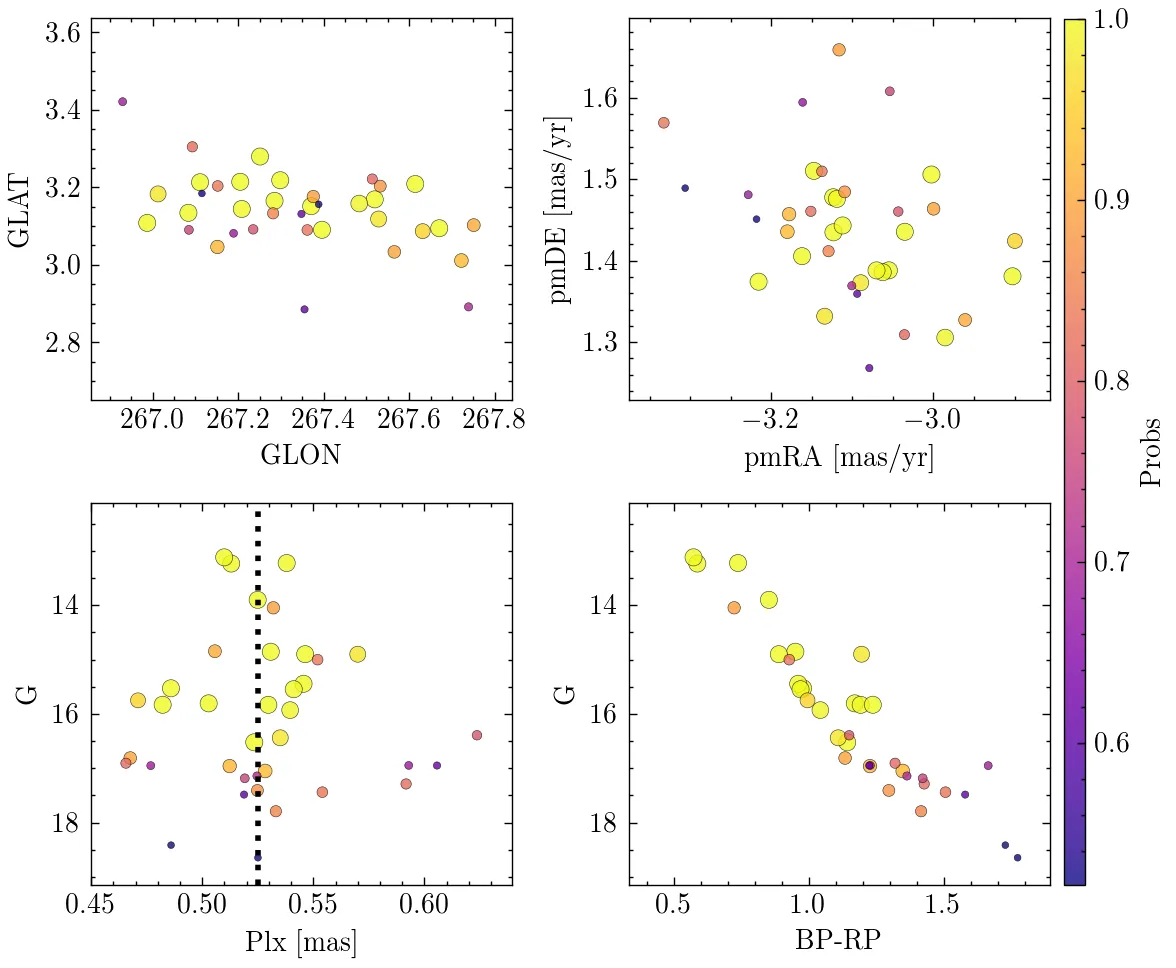 3.6
3.4
3.2
3.0
2.8
GLAT
267.0 267.2 267.4 267.6 267.8
GLON
1.6
1.5
1.4
1.3
pmDE [mas/yr]
−3.2 −3.0
pmRA [mas/yr]
1.0
0.9
0.8
0.7
0.6
Probs
14
16
18
G
0.45 0.50 0.55 0.60
Plx [mas]
14
16
18
G
0.5 1.0 1.5
BP-RP